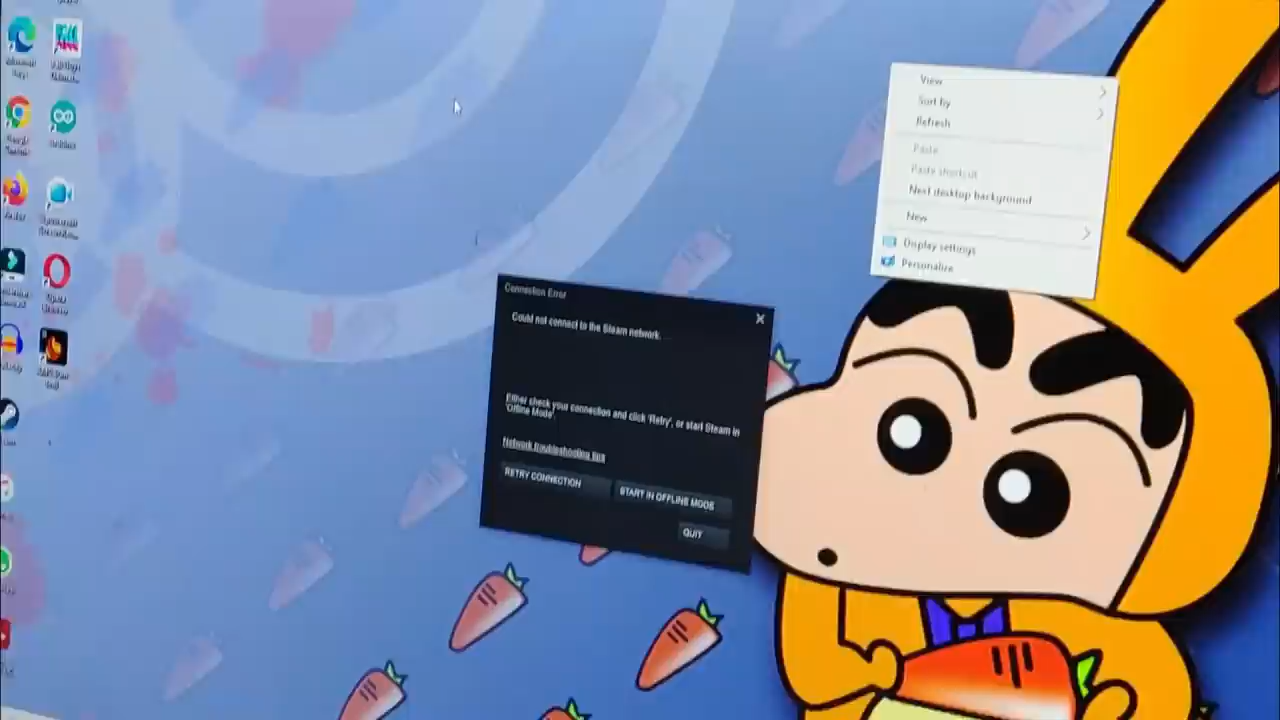 View
Sort by
Refresh
Paste
Paste shortcut
Next desktop background
New
Display settings
Personalize
Connection Error
Could not connect to the Steam network.
Either check your connection and click 'Retry', or start Steam in
'Offline Mode'.
Network troubleshooting tips
RETRY CONNECTION
START IN OFFLINE MODE
QUIT